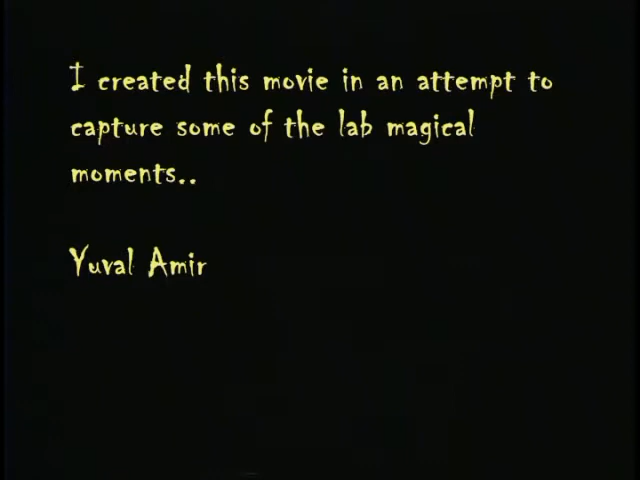 I created this movie in an attempt to
capture some of the lab magical
moments..
Yuval Amir